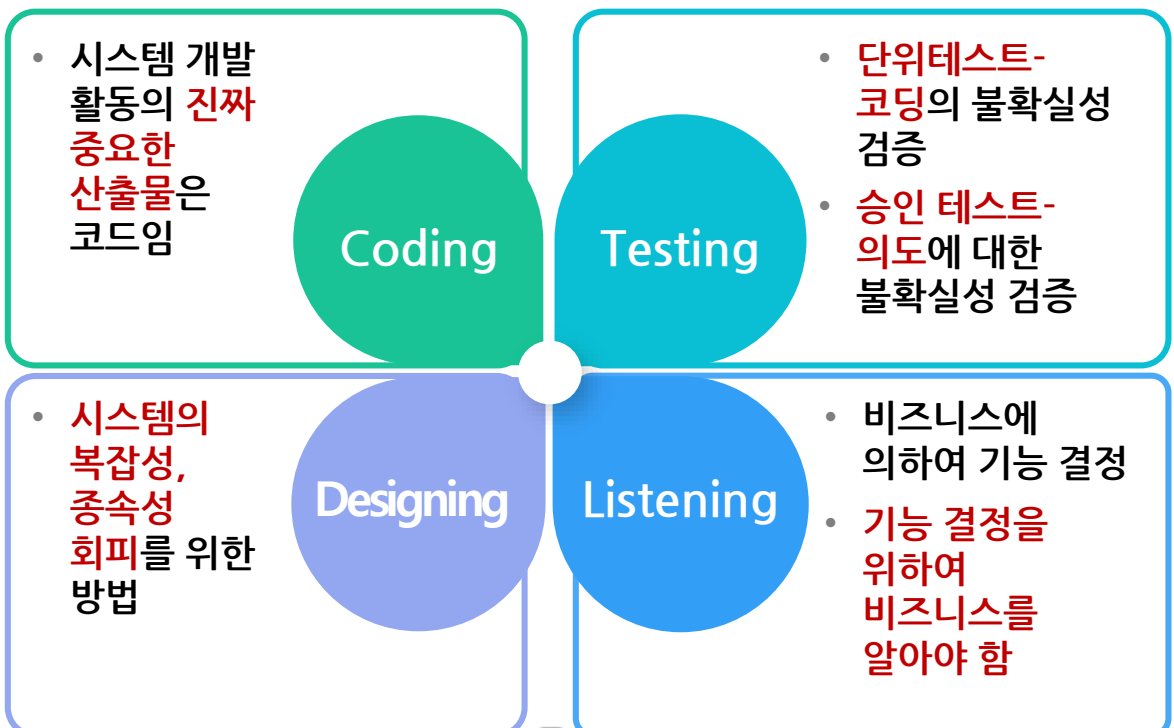 • 시스템 개발
활동의 진짜
중요한
산출물은
코드임
Coding
Testing
• 단위테스트-
코딩의 불확실성
검증
• 승인 테스트-
의도에 대한
불확실성 검증
• 시스템의
복잡성,
종속성
회피를 위한
방법
Designing
Listening
• 비즈니스에
의하여 기능 결정
• 기능 결정을
위하여
비즈니스를
알아야 함